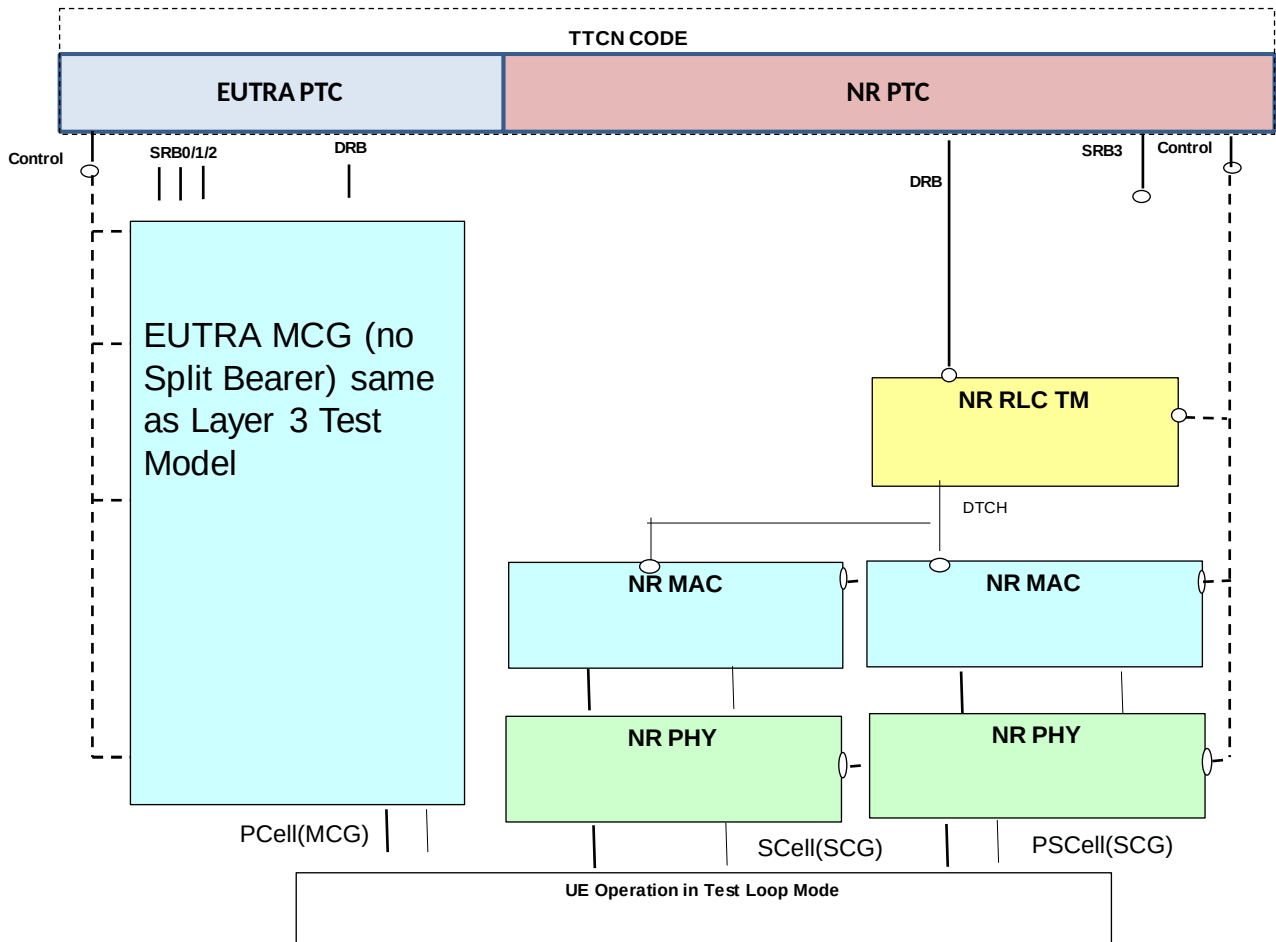 TTCN CODE
EUTRA PTC
NR PTC
Control
SRB0/1/2
DRB
DRB
SRB3
Control
EUTRA MCG (no
Split Bearer) same
as Layer 3 Test
Model
NR RLC TM
DTCH
NR MAC
NR MAC
NR PHY
NR PHY
PCell(MCG)
SCell(SCG)
PSCell(SCG)
UE Operation in Test Loop Mode